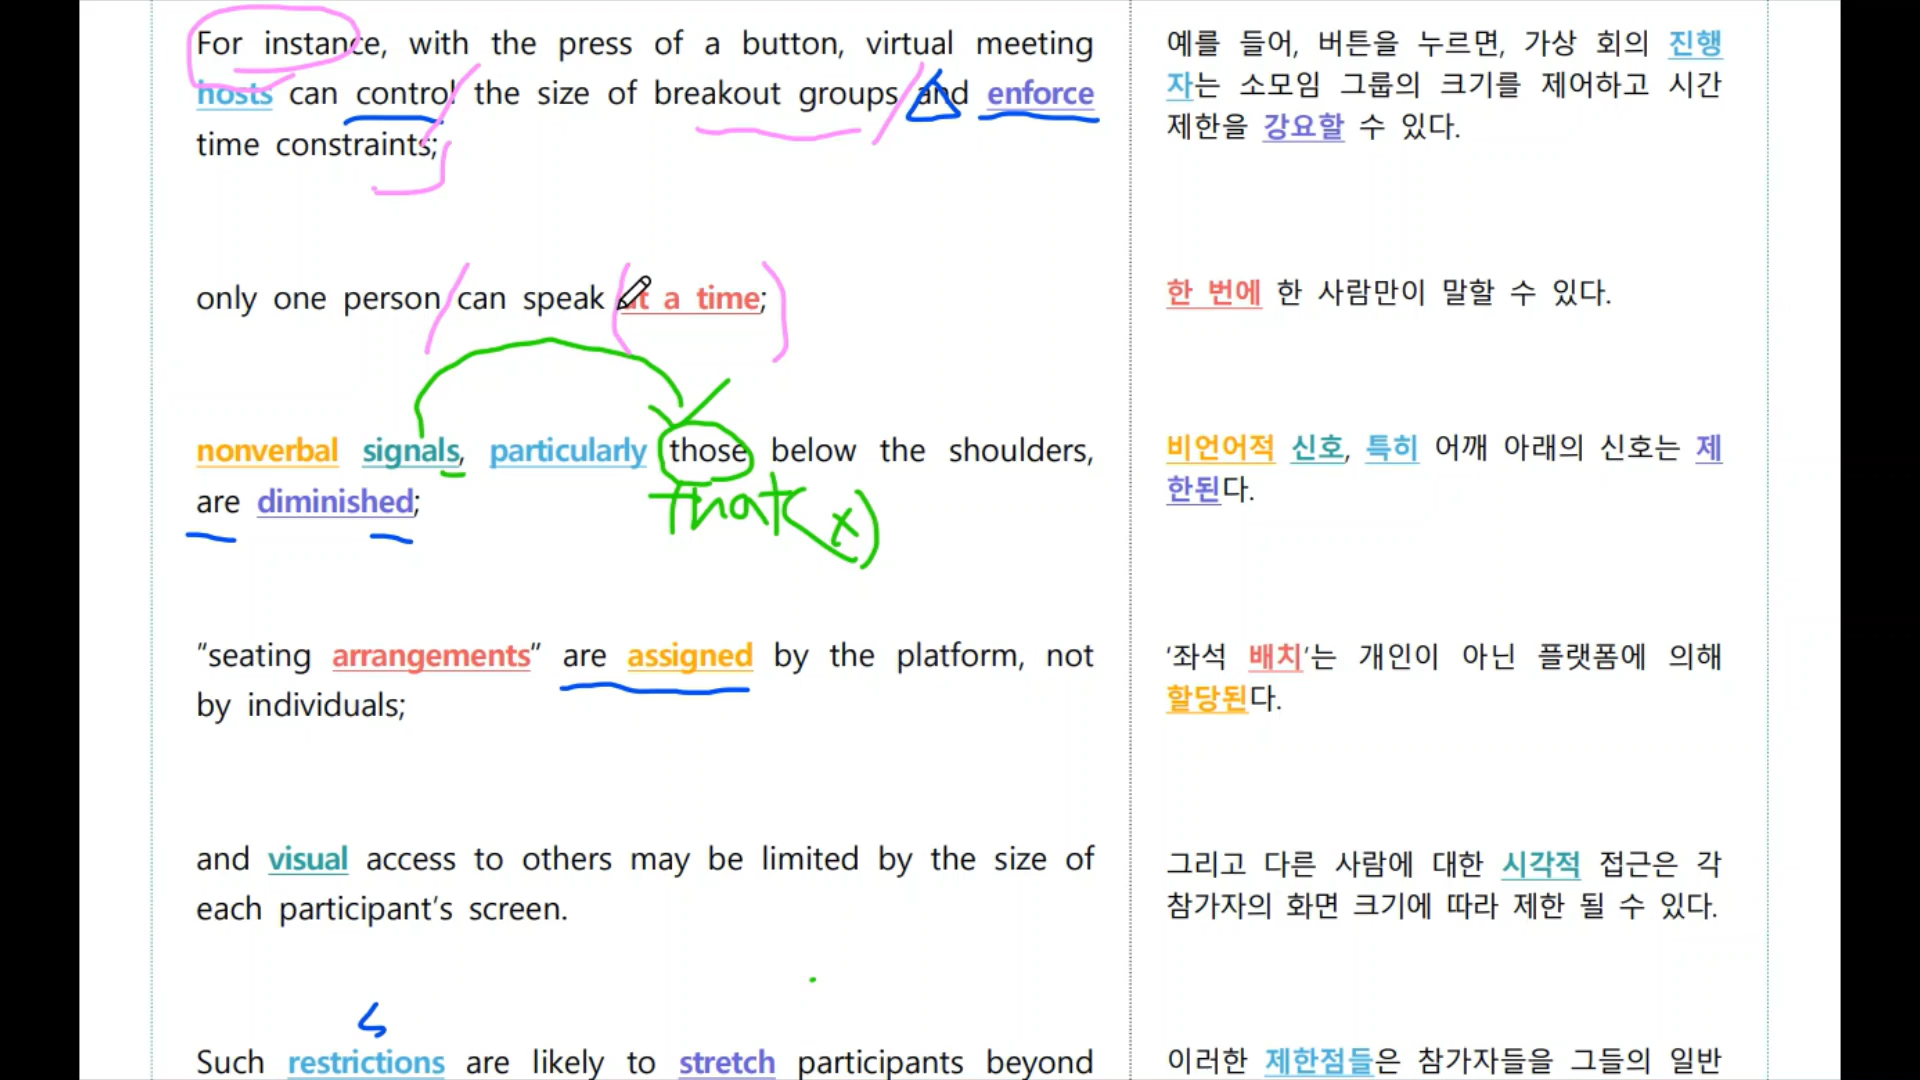 For instance, with the press of a button, virtual meeting
hosts can control the size of breakout groups and enforce
time constraints;
only one person can speak at a time;
nonverbal signals, particularly those below the shoulders,
that (x)
are diminished;
“seating arrangements” are assigned by the platform, not
by individuals;
and visual access to others may be limited by the size of
each participant’s screen.
S
Such restrictions are likely to stretch participants beyond
예를 들어, 버튼을 누르면, 가상 회의 진행
자는 소모임 그룹의 크기를 제어하고 시간
제한을 강요할 수 있다.
한 번에 한 사람만이 말할 수 있다.
비언어적 신호, 특히 어깨 아래의 신호는 제
한된다.
‘좌석 배치’는 개인이 아닌 플랫폼에 의해
할당된다.
그리고 다른 사람에 대한 시각적 접근은 각
참가자의 화면 크기에 따라 제한 될 수 있다.
이러한 제한점들은 참가자들을 그들의 일반